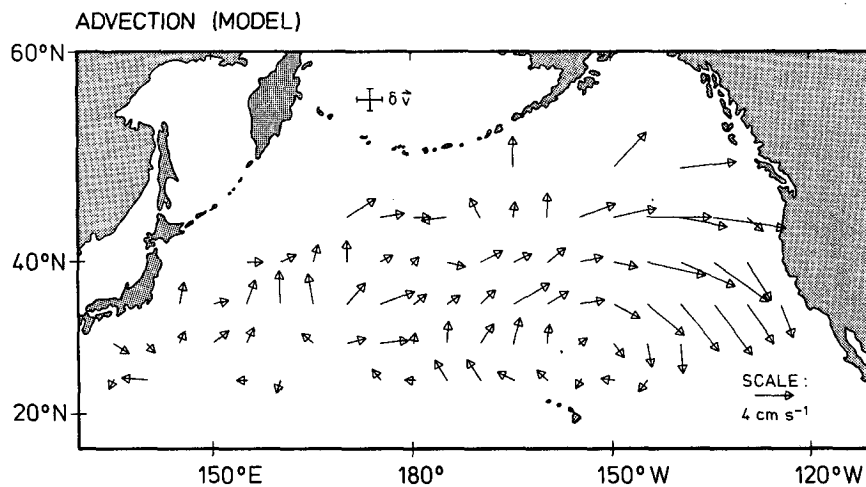 ADVECTION (MODEL)
60°N
δv⃗
40°N
SCALE:
4 cm s⁻¹
20°N
150°E
180°
150°W
120°W